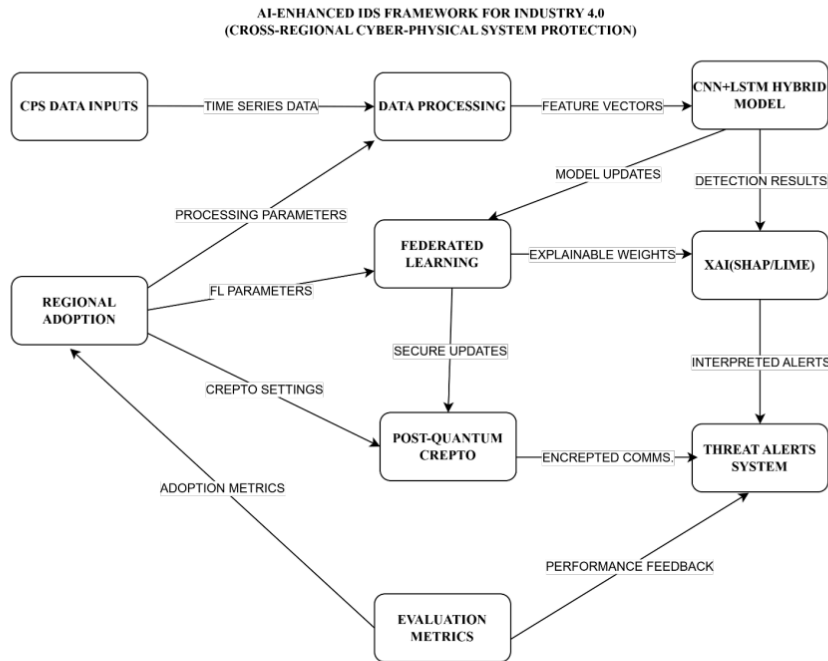 AI-ENHANCED IDS FRAMEWORK FOR INDUSTRY 4.0
(CROSS-REGIONAL CYBER-PHYSICAL SYSTEM PROTECTION)
CPS DATA INPUTS
TIME SERIES DATA
DATA PROCESSING
FEATURE VECTORS
CNN+LSTM HYBRID
MODEL
MODEL UPDATES
DETECTION RESULTS
PROCESSING PARAMETERS
FEDERATED
LEARNING
EXPLAINABLE WEIGHTS
XAI(SHAP/LIME)
REGIONAL
ADOPTION
FL PARAMETERS
SECURE UPDATES
INTERPRETED ALERTS
CREPTO SETTINGS
POST-QUANTUM
CREPTO
ENCREPTED COMMS.
THREAT ALERTS
SYSTEM
ADOPTION METRICS
PERFORMANCE FEEDBACK
EVALUATION
METRICS